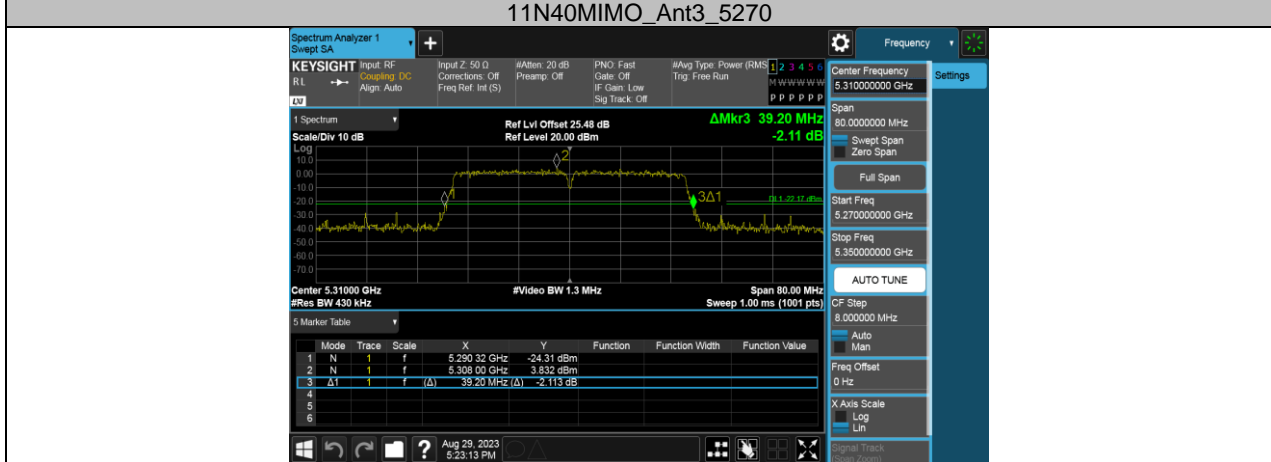 11N40MIMO_Ant3_5270
Spectrum Analyzer 1
Swept SA
+
Frequency
KEYSIGHT
RL
LXI
Input: RF
Coupling: DC
Align: Auto
Input Z: 50 Ω
Corrections: Off
Freq Ref: Int (S)
#Atten: 20 dB
Preamp: Off
PNO: Fast
Gate: Off
IF Gain: Low
Sig Track: Off
#Avg Type: Power (RMS
Trig: Free Run
1 2 3 4 5 6
M W W W W W
P P P P P P
Center Frequency
5.310000000 GHz
Settings
Span
80.0000000 MHz
Swept Span
Zero Span
Full Span
Start Freq
5.270000000 GHz
Stop Freq
5.350000000 GHz
AUTO TUNE
CF Step
8.000000 MHz
Auto
Man
Freq Offset
0 Hz
X Axis Scale
Log
Lin
Signal Track
(Span Zoom)
1 Spectrum
Scale/Div 10 dB
Ref Lvl Offset 25.48 dB
Ref Level 20.00 dBm
ΔMkr3 39.20 MHz
-2.11 dB
Log
10.0
0.00
-10.0
-20.0
-30.0
-40.0
-50.0
-60.0
-70.0
2
3Δ1
DL1 -22.17 dBm
Center 5.31000 GHz
#Video BW 1.3 MHz
Span 80.00 MHz
#Res BW 430 kHz
Sweep 1.00 ms (1001 pts)
5 Marker Table
Mode Trace Scale X Y Function Function Width Function Value
1 N 1 f 5.290 32 GHz -24.31 dBm
2 N 1 f 5.308 00 GHz 3.832 dBm
3 Δ1 1 f (Δ) 39.20 MHz (Δ) -2.113 dB
4
5
6
?
Aug 29, 2023
5:23:13 PM